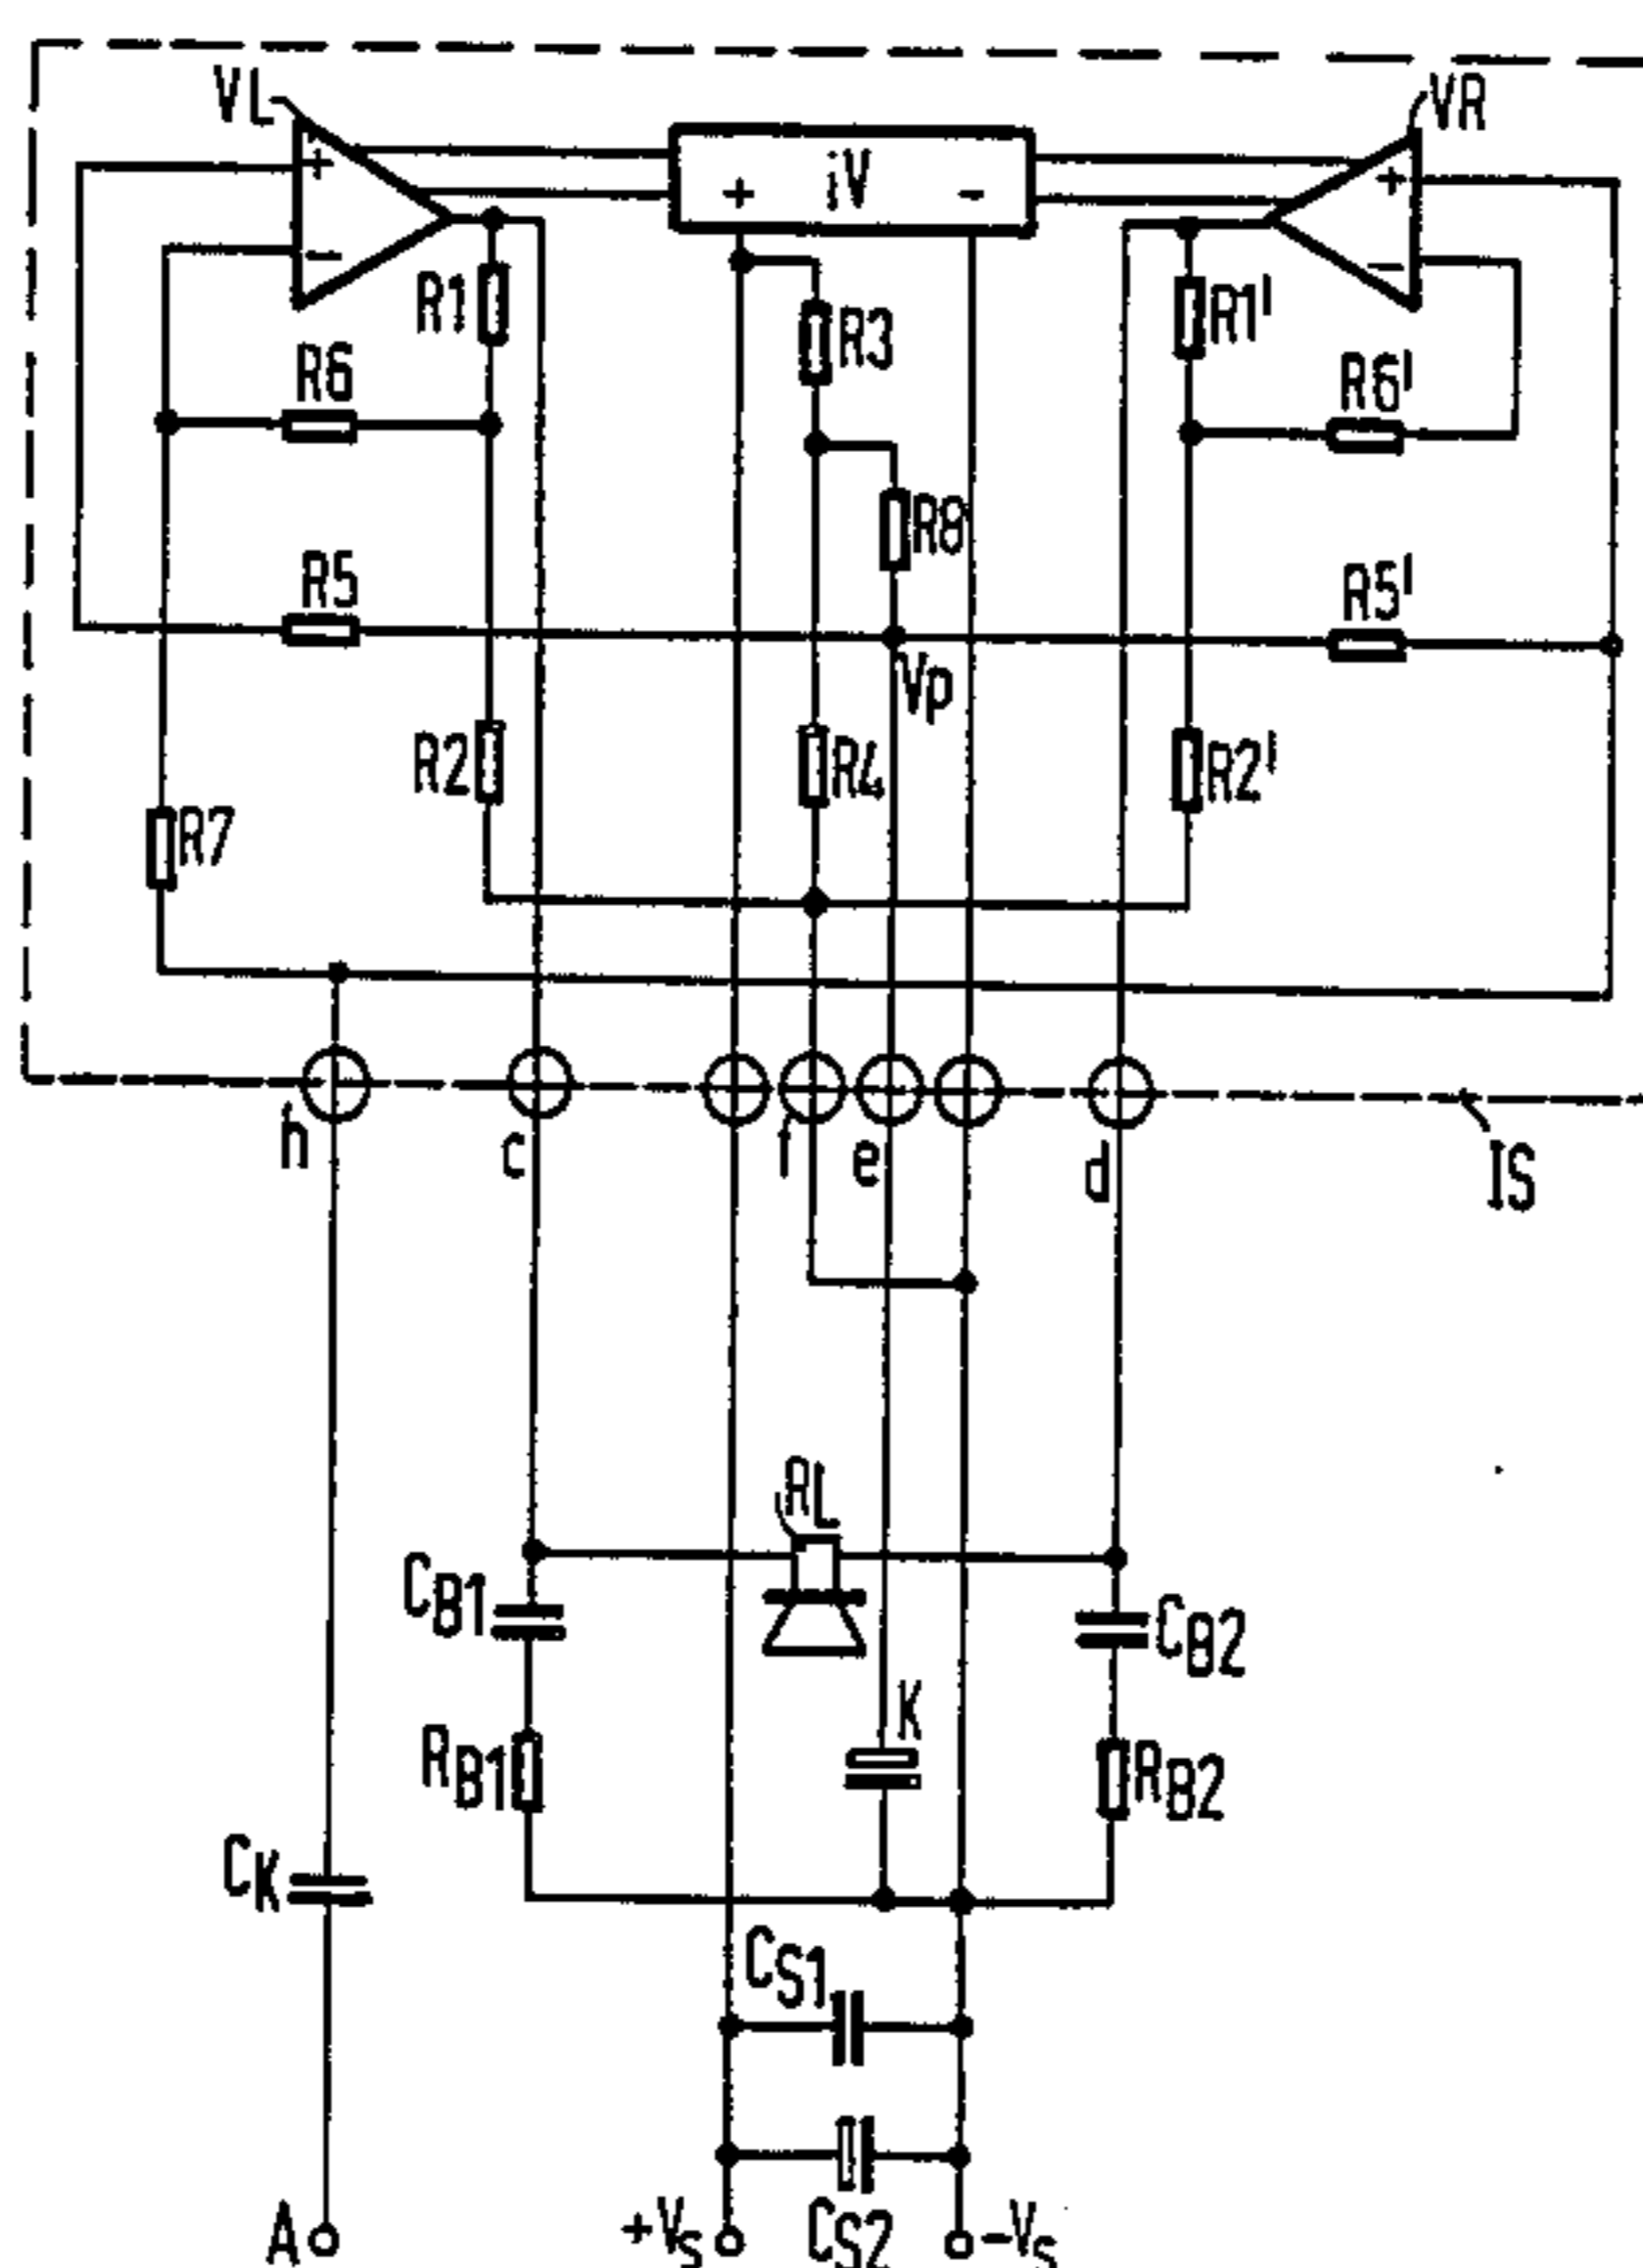 VL
+
-
+ iV -
VR
+
-
R1
R3
R1'
R6
R6'
R8
R5
R5'
Vp
R2
R4
R2'
R7
h
c
f
e
d
IS
RL
CB1
CB2
K
RB1
RB2
CK
CS1
A
+VS
CS2
-VS